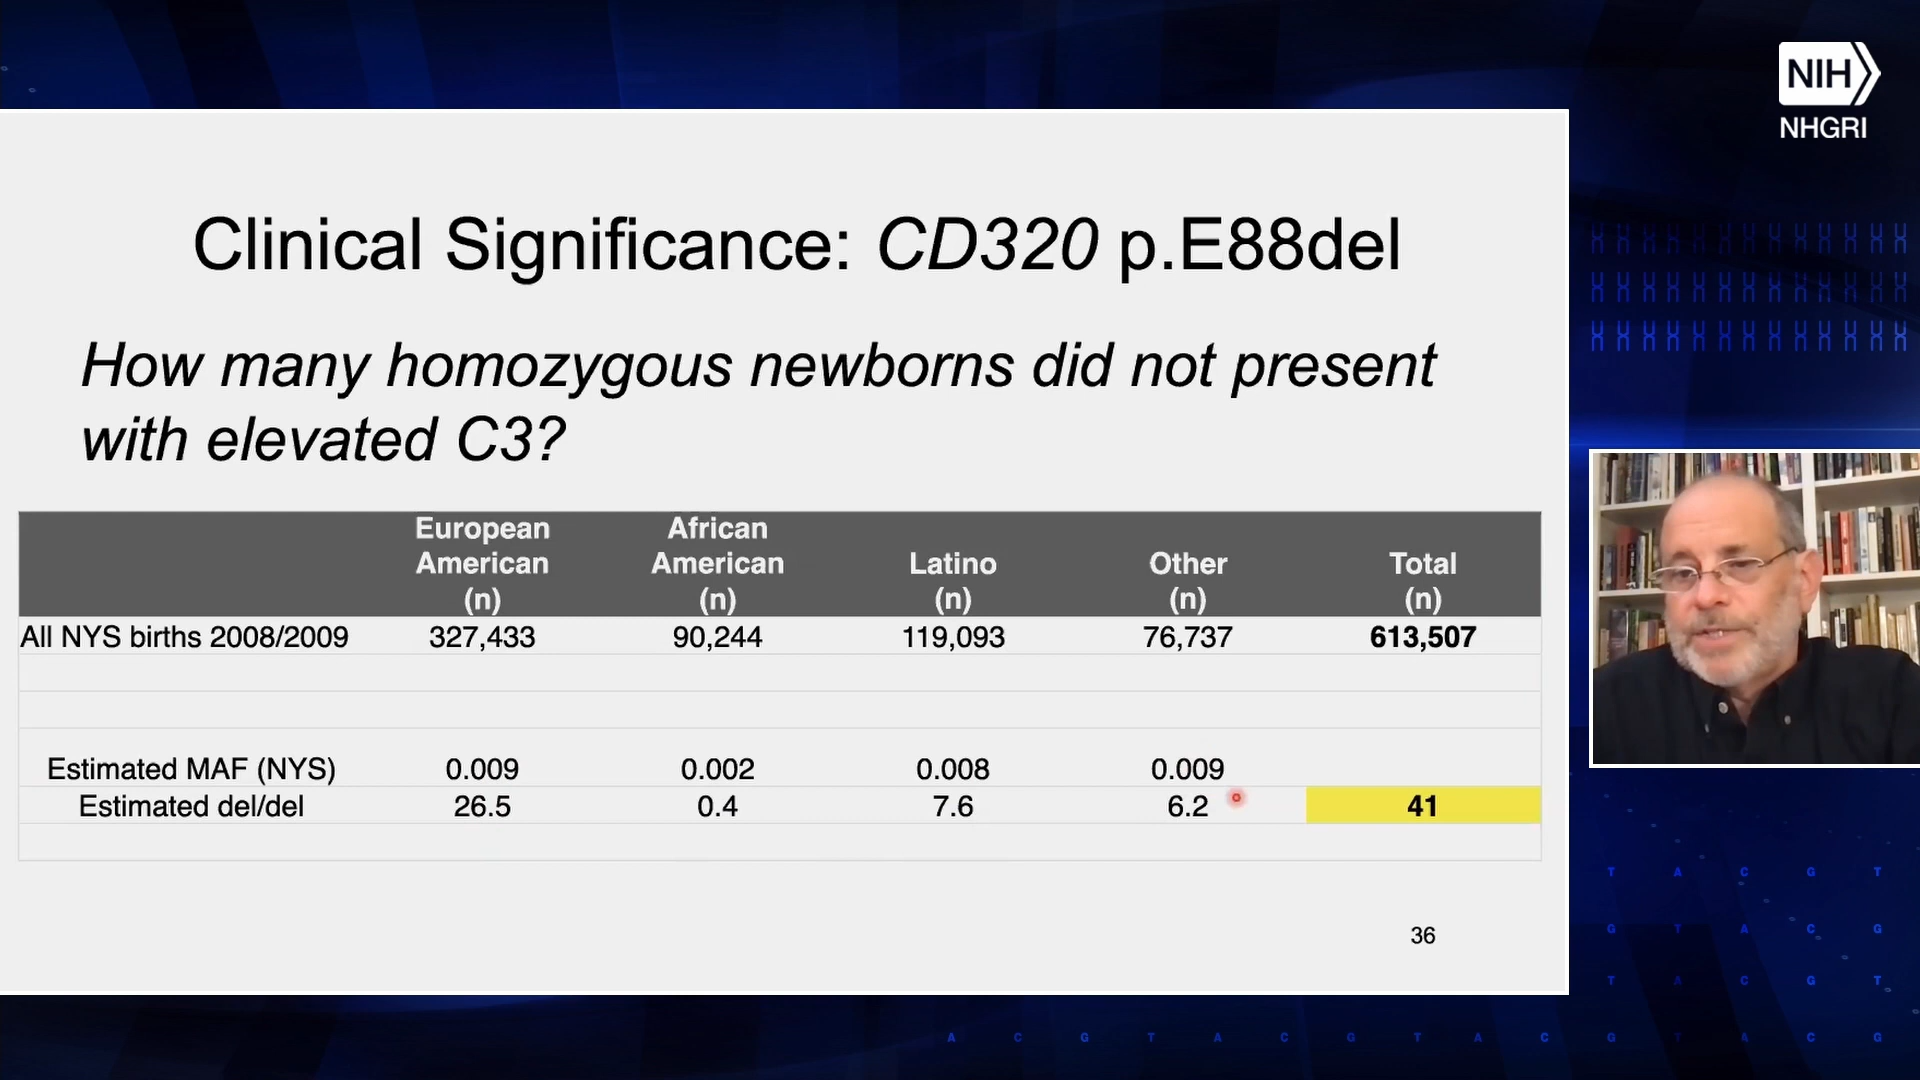 NIH
NHGRI
Clinical Significance: CD320 p.E88del
How many homozygous newborns did not present
with elevated C3?
European American (n) African American (n) Latino (n) Other (n) Total (n)
All NYS births 2008/2009 327,433 90,244 119,093 76,737 613,507
Estimated MAF (NYS) 0.009 0.002 0.008 0.009
Estimated del/del 26.5 0.4 7.6 6.2 41
36
T A C G T
G T A C G
T A C G T
A C G T A C G T A C G T A C G